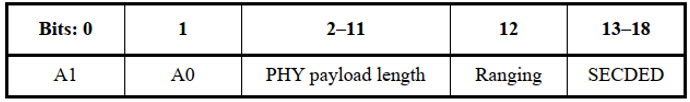 Bits: 0 1 2–11 12 13–18
A1 A0 PHY payload length Ranging SECDED